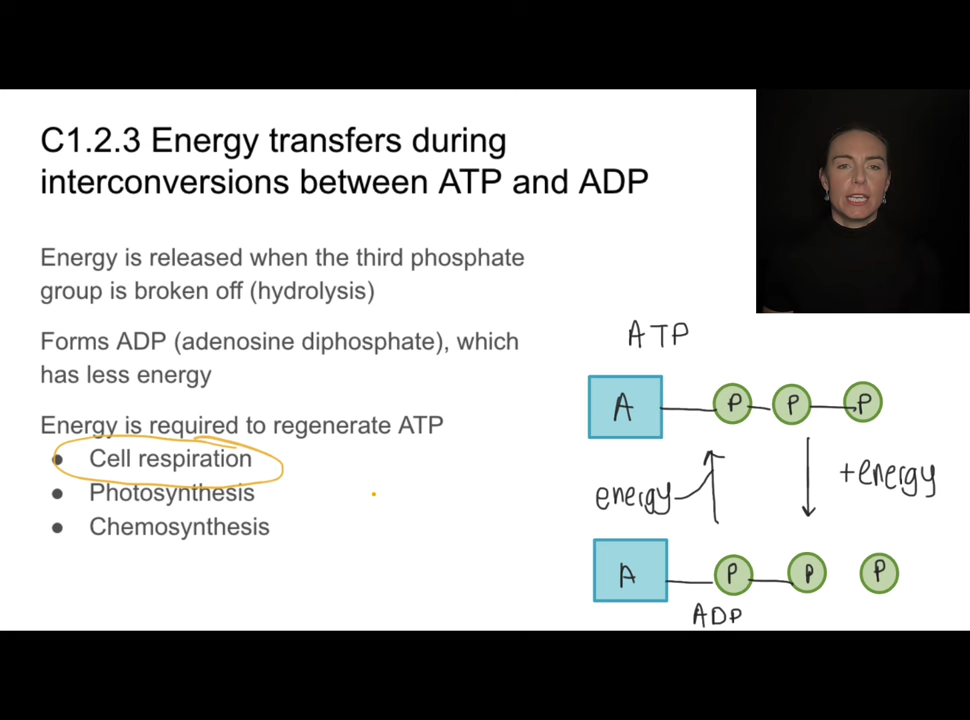 C1.2.3 Energy transfers during
interconversions between ATP and ADP
Energy is released when the third phosphate
group is broken off (hydrolysis)
Forms ADP (adenosine diphosphate), which
has less energy
Energy is required to regenerate ATP
● Cell respiration
● Photosynthesis
● Chemosynthesis
ATP
A P P P
energy +energy
A P P P
ADP